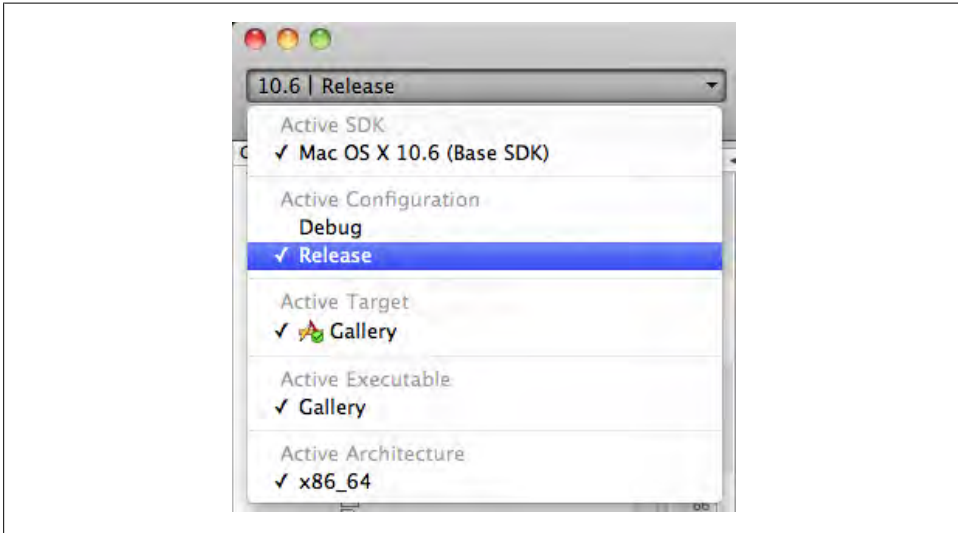 10.6 | Release
Active SDK
✓ Mac OS X 10.6 (Base SDK)
Active Configuration
Debug
✓ Release
Active Target
✓ Gallery
Active Executable
✓ Gallery
Active Architecture
✓ x86_64